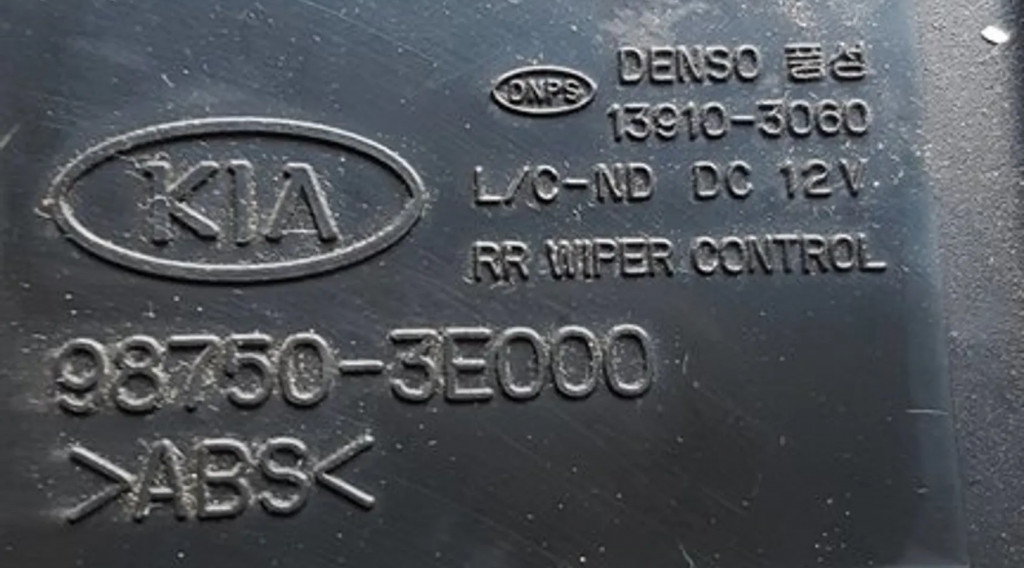 DNPS
DENSO 풍성
13910-3060
KIA
L/C-ND DC 12V
RR WIPER CONTROL
98750-3E000
>ABS<